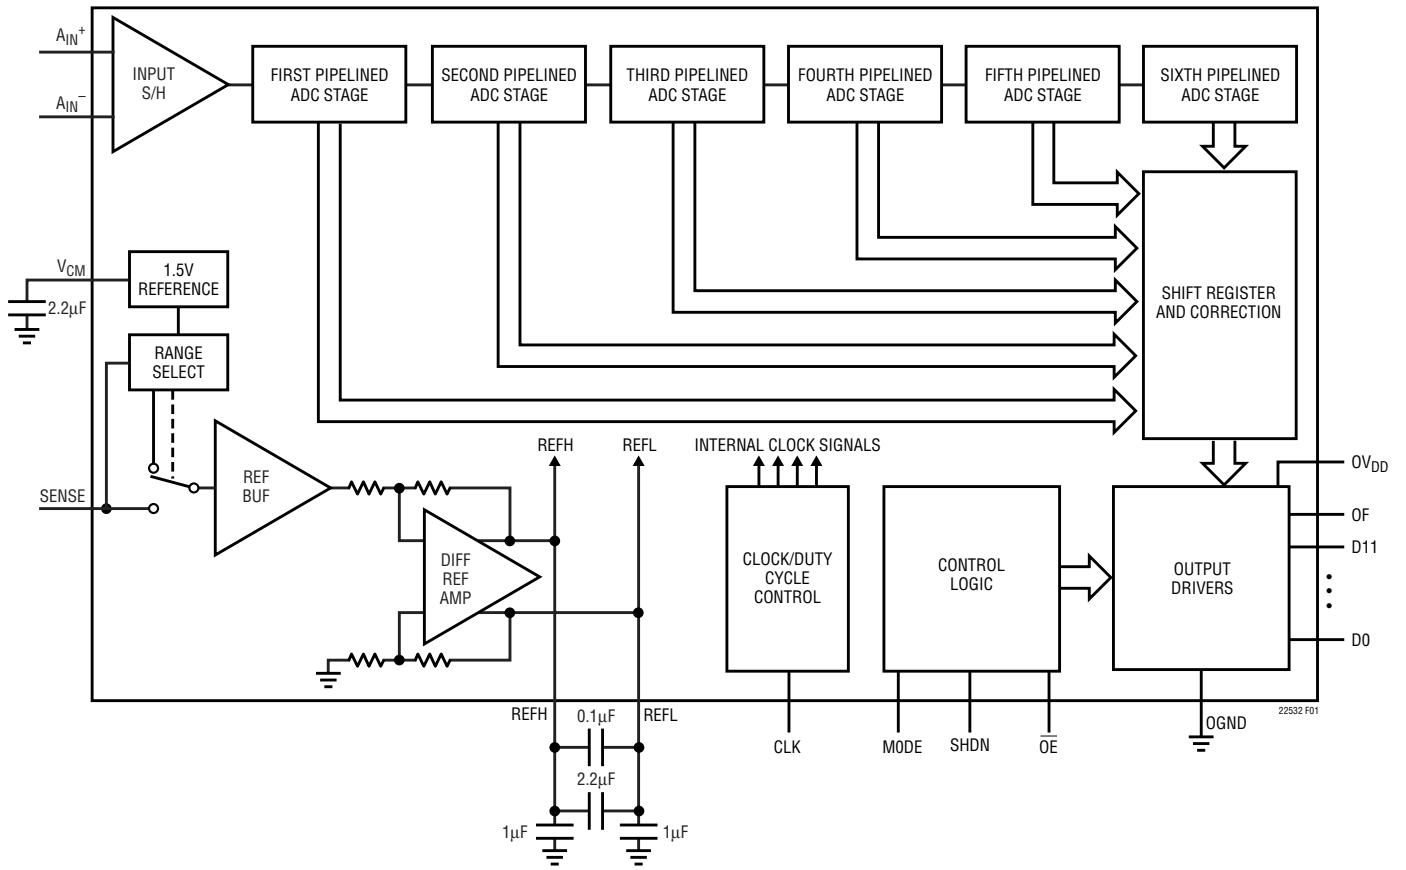 AIN+
AIN−
INPUT
S/H
FIRST PIPELINED
ADC STAGE
SECOND PIPELINED
ADC STAGE
THIRD PIPELINED
ADC STAGE
FOURTH PIPELINED
ADC STAGE
FIFTH PIPELINED
ADC STAGE
SIXTH PIPELINED
ADC STAGE
VCM
2.2µF
1.5V
REFERENCE
RANGE
SELECT
SHIFT REGISTER
AND CORRECTION
SENSE
REF
BUF
REFH
REFL
INTERNAL CLOCK SIGNALS
DIFF
REF
AMP
CLOCK/DUTY
CYCLE
CONTROL
CONTROL
LOGIC
OUTPUT
DRIVERS
OVDD
OF
D11
•
•
•
D0
REFH
0.1µF
REFL
2.2µF
1µF
1µF
CLK
MODE
SHDN
O̅E̅
OGND
22532 F01